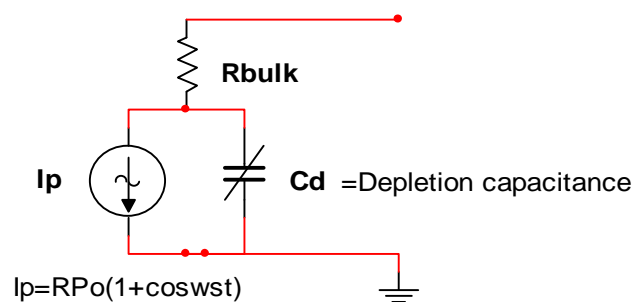 Rbulk
Ip
Cd =Depletion capacitance
Ip=RPo(1+coswst)